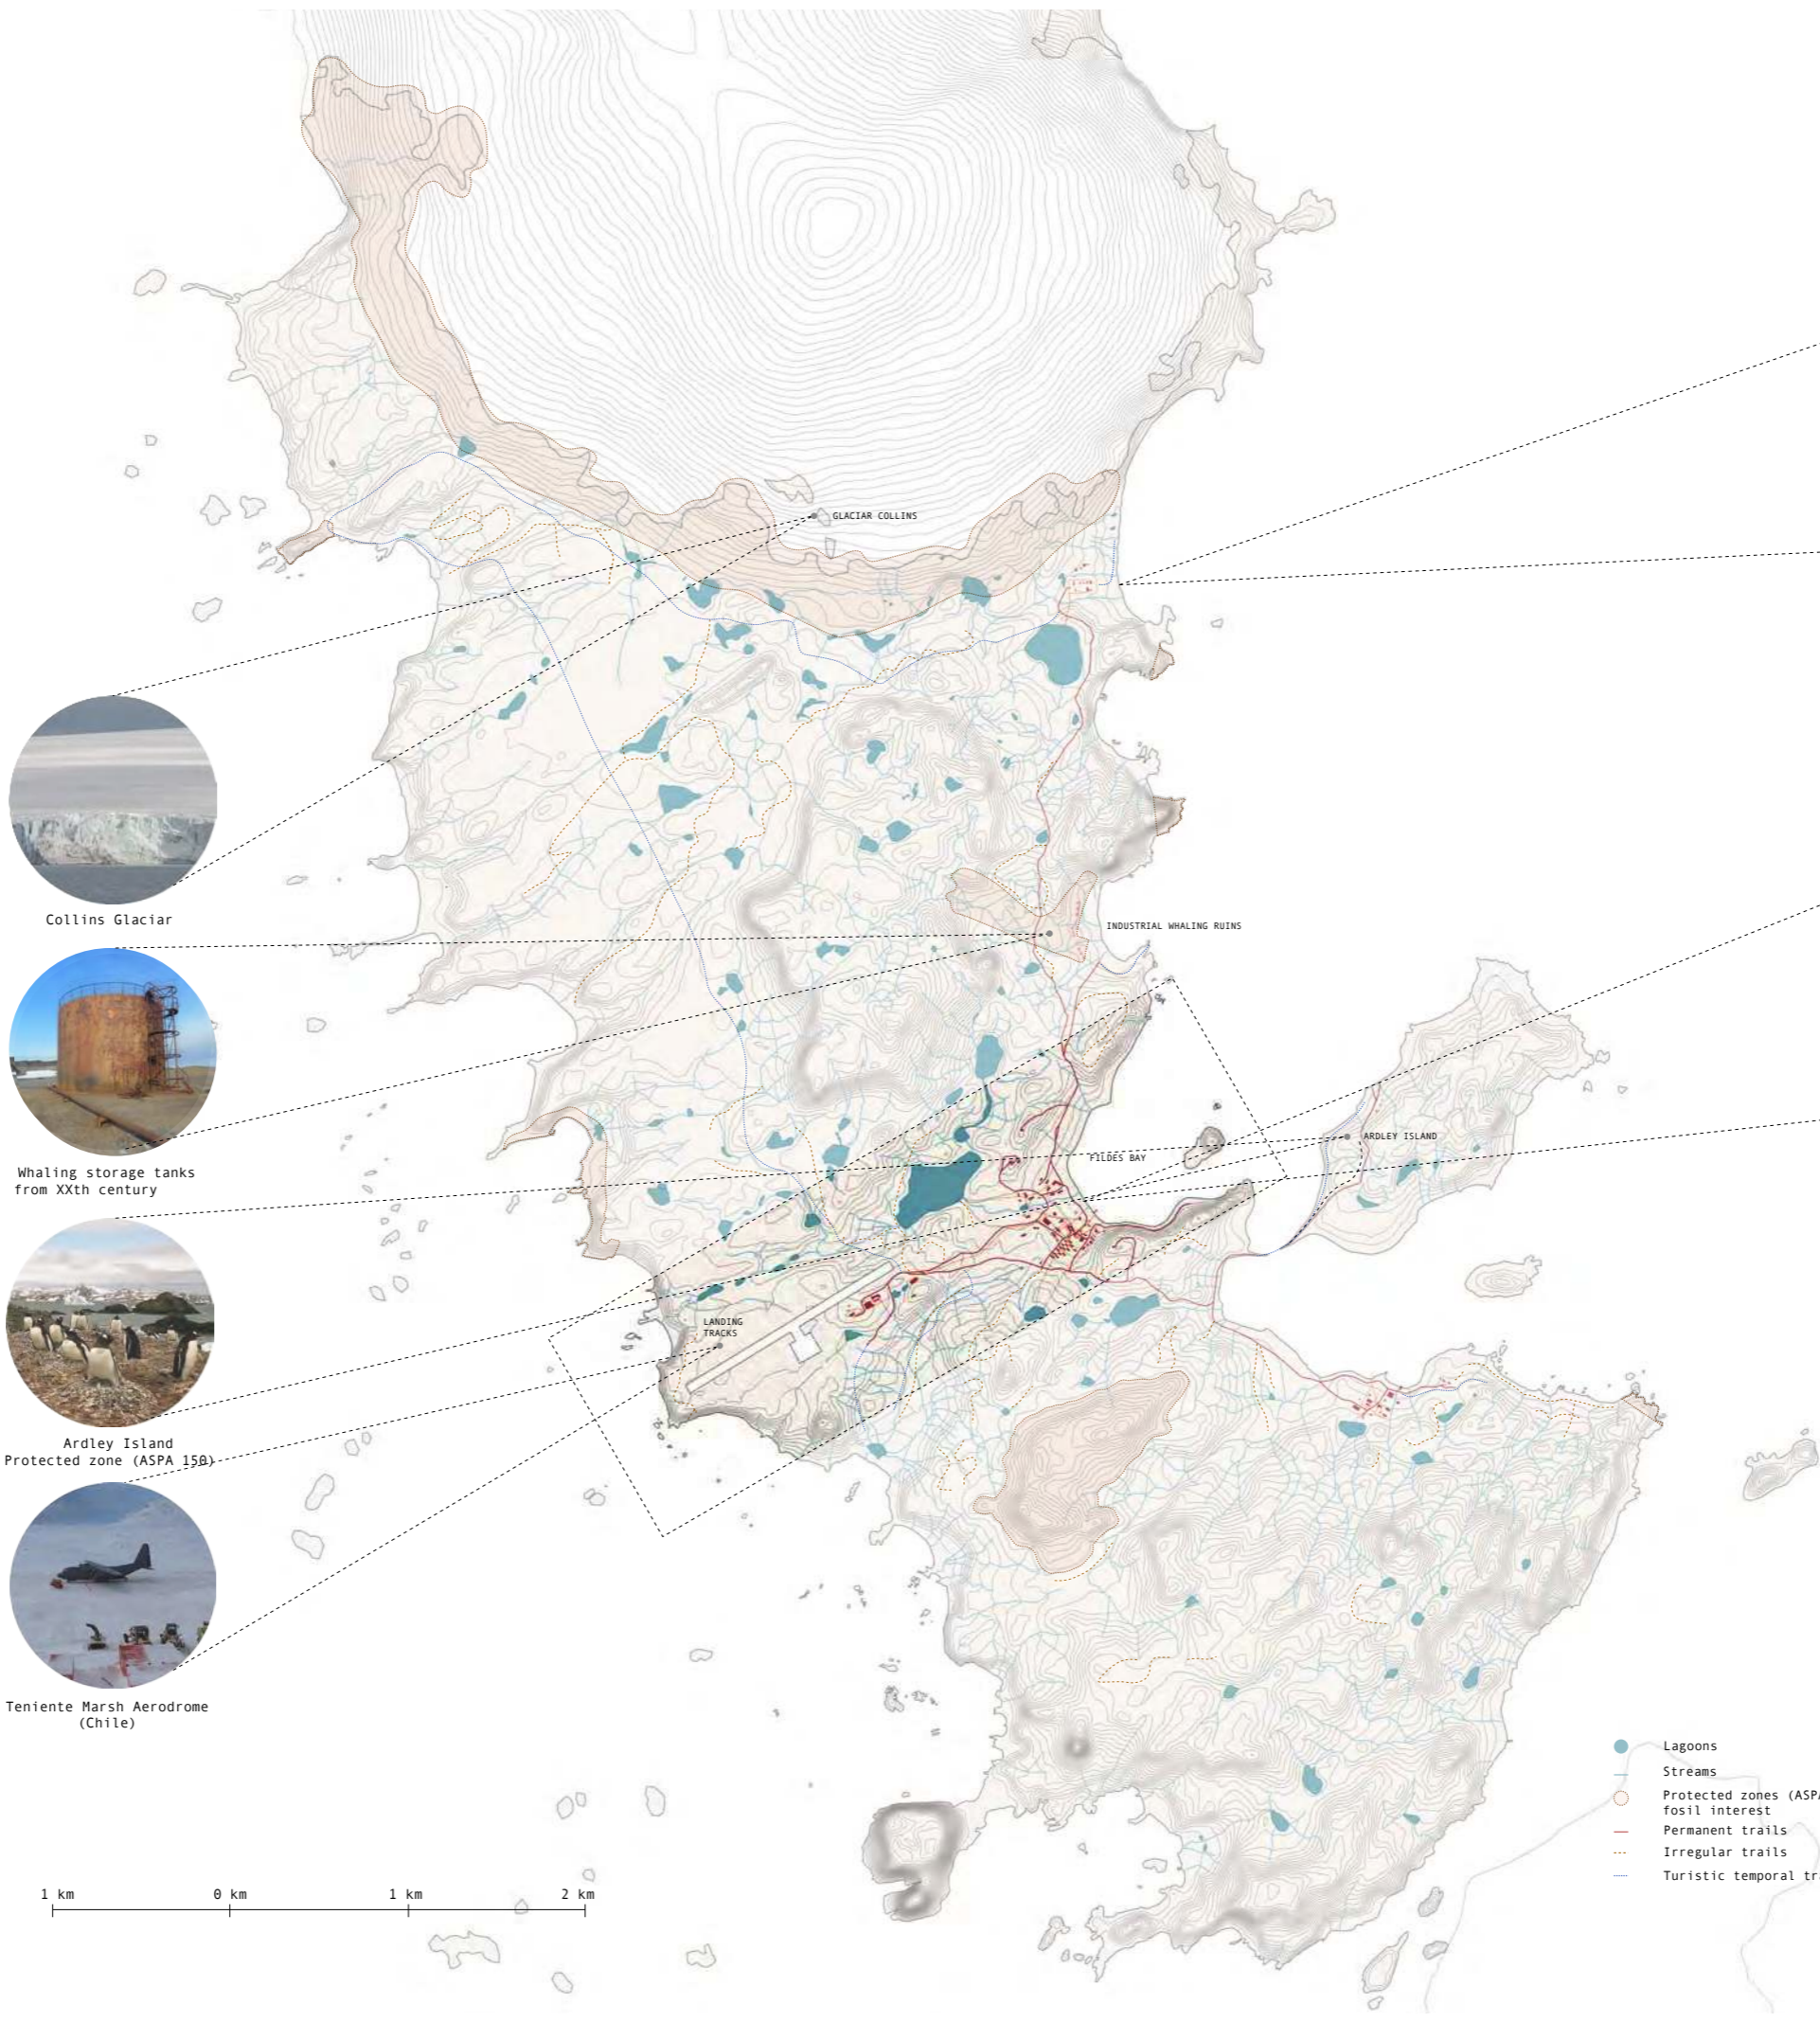 GLACIAR COLLINS
Collins Glaciar
INDUSTRIAL WHALING RUINS
Whaling storage tanks
from XXth century
ARDLEY ISLAND
FILDES BAY
LANDING
TRACKS
Ardley Island
Protected zone (ASPA 150)
Teniente Marsh Aerodrome
(Chile)
Lagoons
Streams
Protected zones (ASPA
fosil interest
Permanent trails
Irregular trails
Turistic temporal tra
1 km 0 km 1 km 2 km